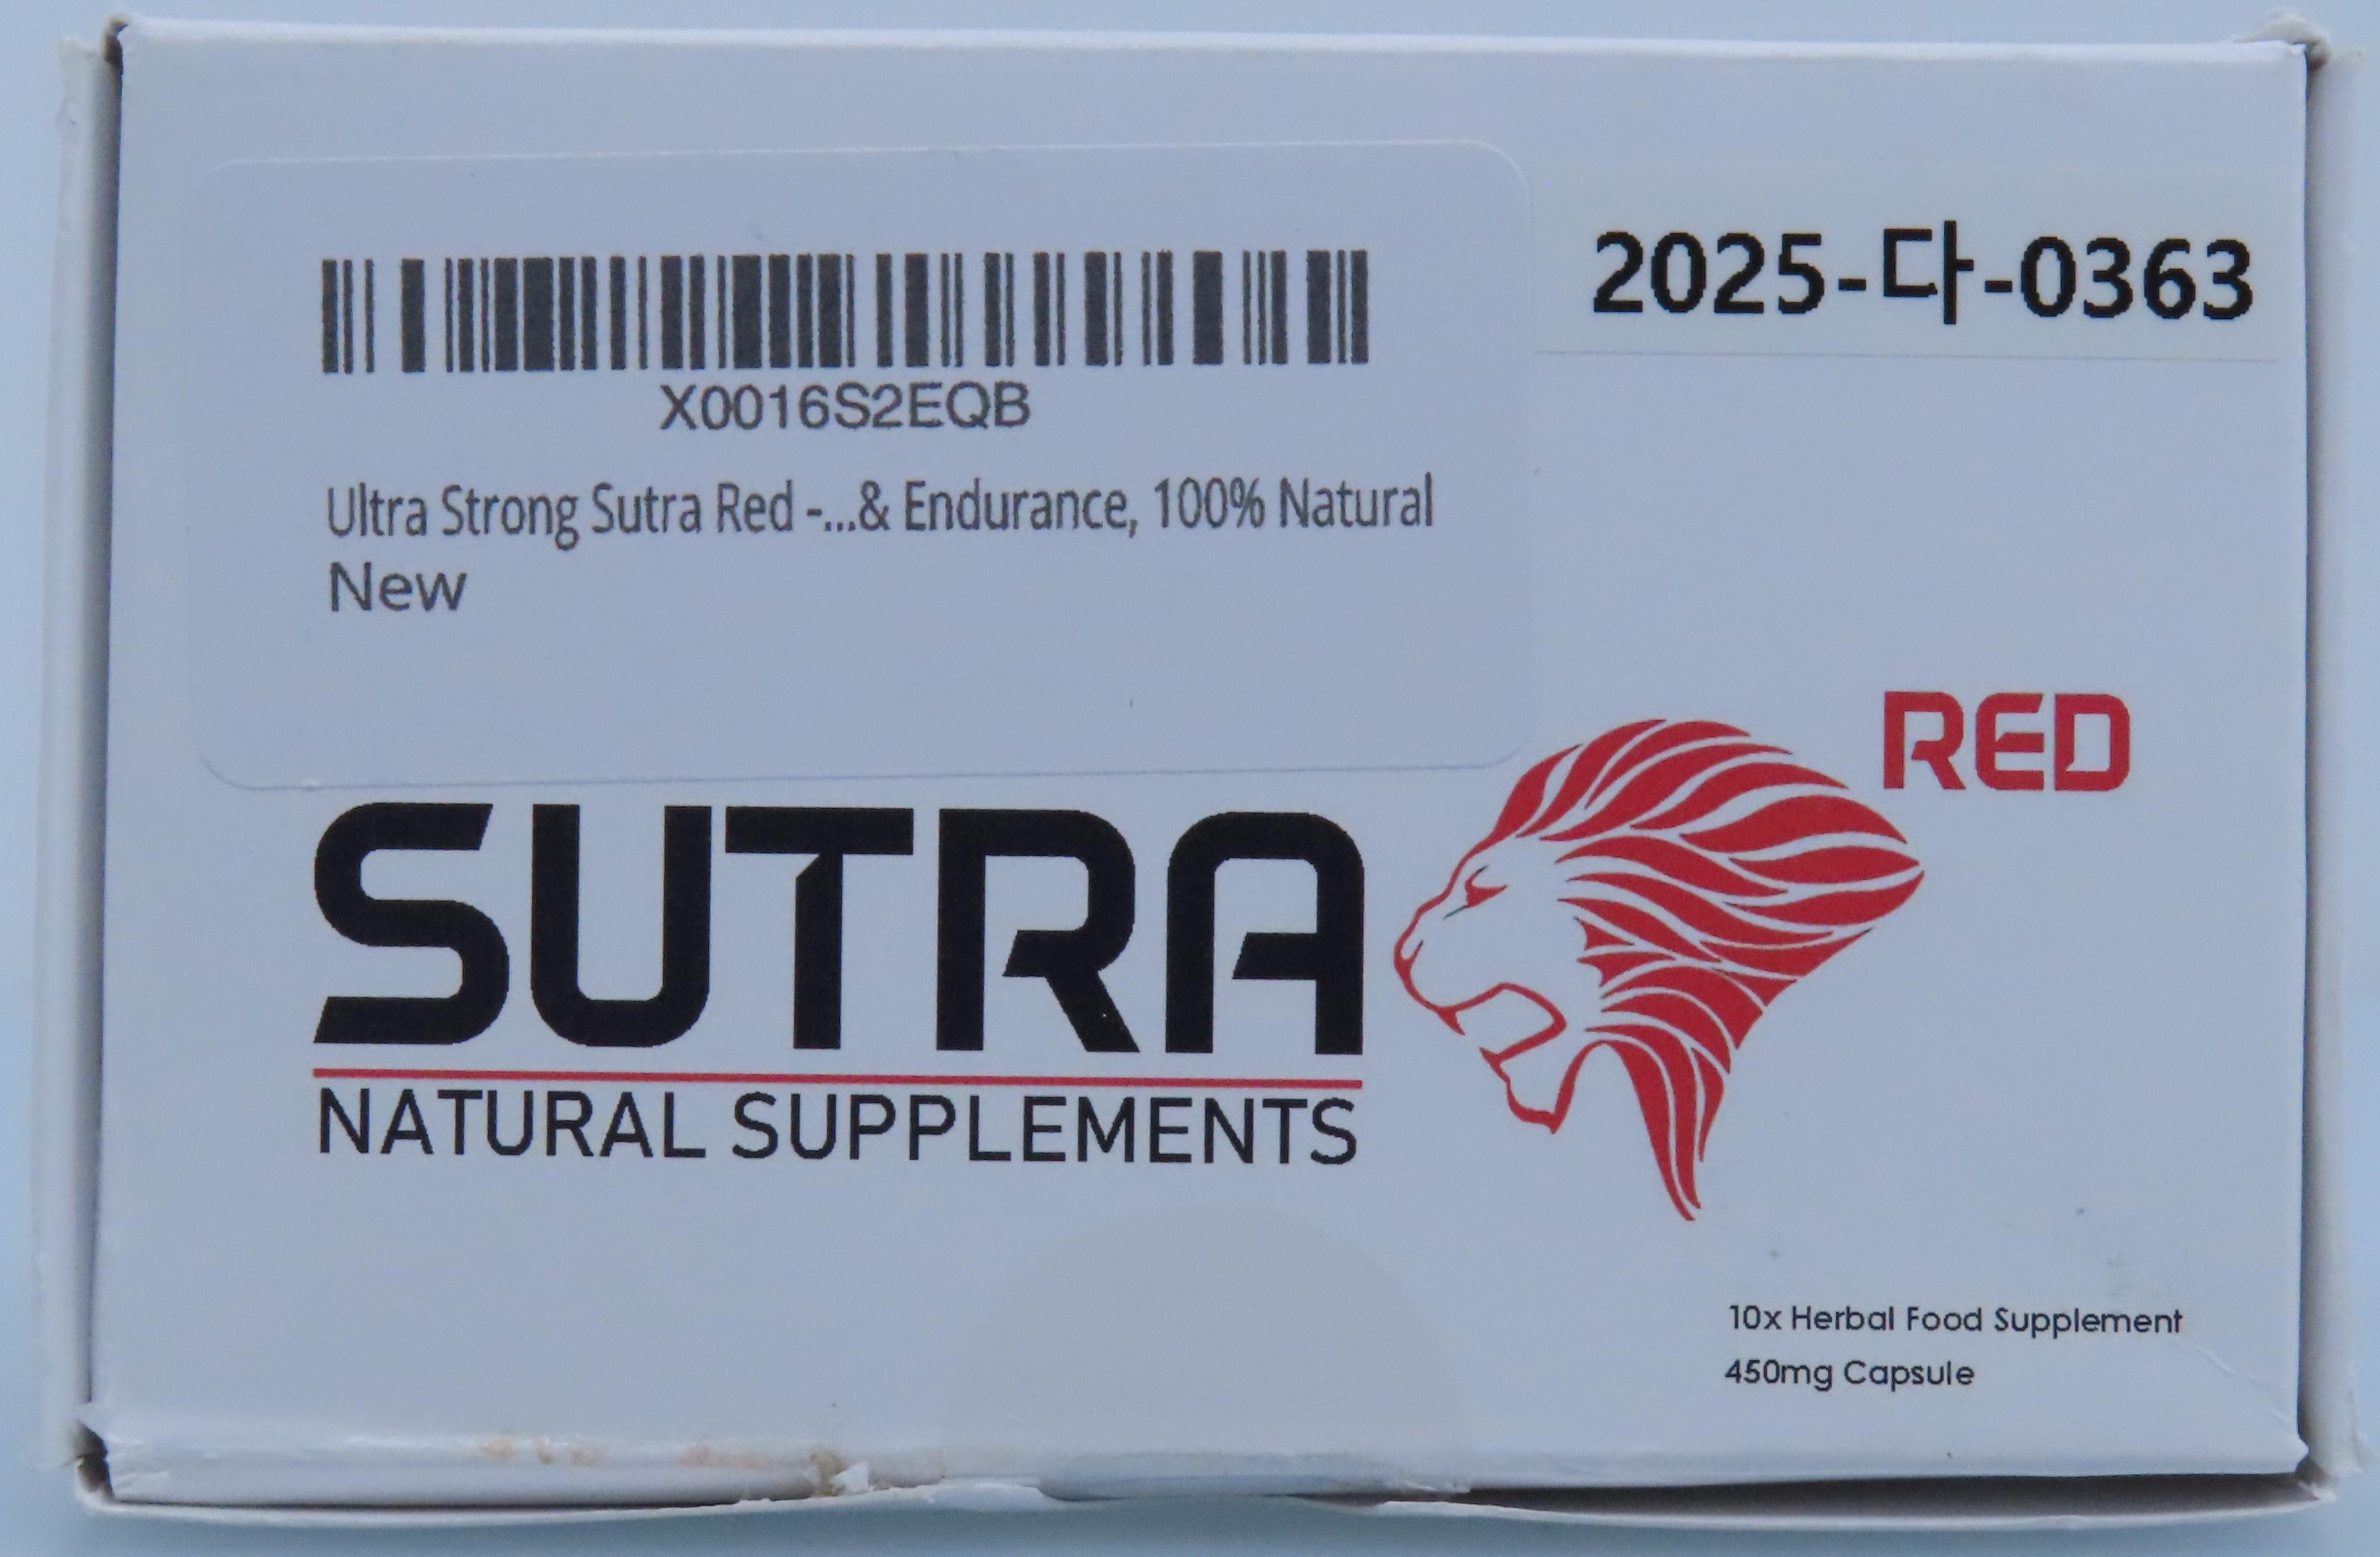 2025-다-0363
X0016S2EQB
Ultra Strong Sutra Red -...& Endurance, 100% Natural
New
RED
SUTRA
NATURAL SUPPLEMENTS
10x Herbal Food Supplement
450mg Capsule